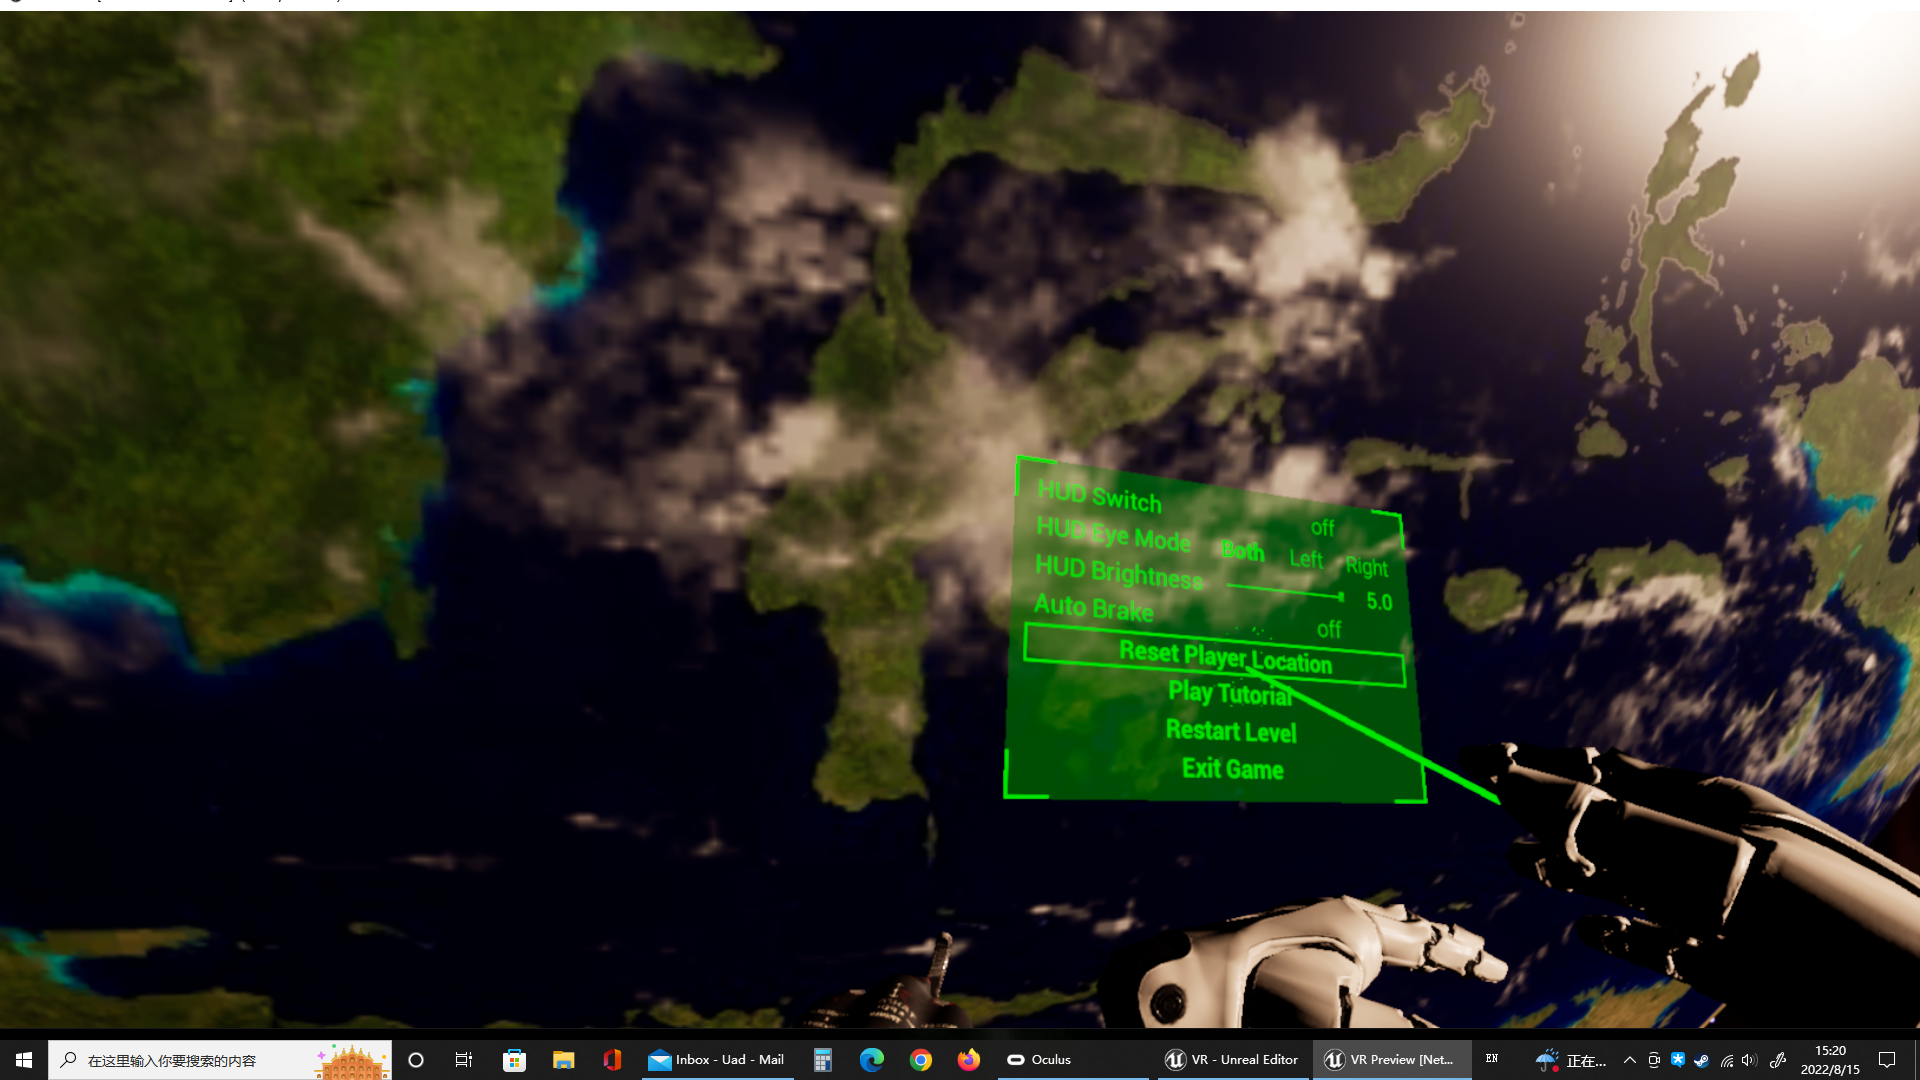 HUD Switch off
HUD Eye Mode Both Left Right
HUD Brightness 5.0
Auto Brake off
Reset Player Location
Play Tutorial
Restart Level
Exit Game
在这里输入你要搜索的内容
Inbox - Uad - Mail
Oculus
VR - Unreal Editor
VR Preview [Net...
EN
正在...
15:20
2022/8/15